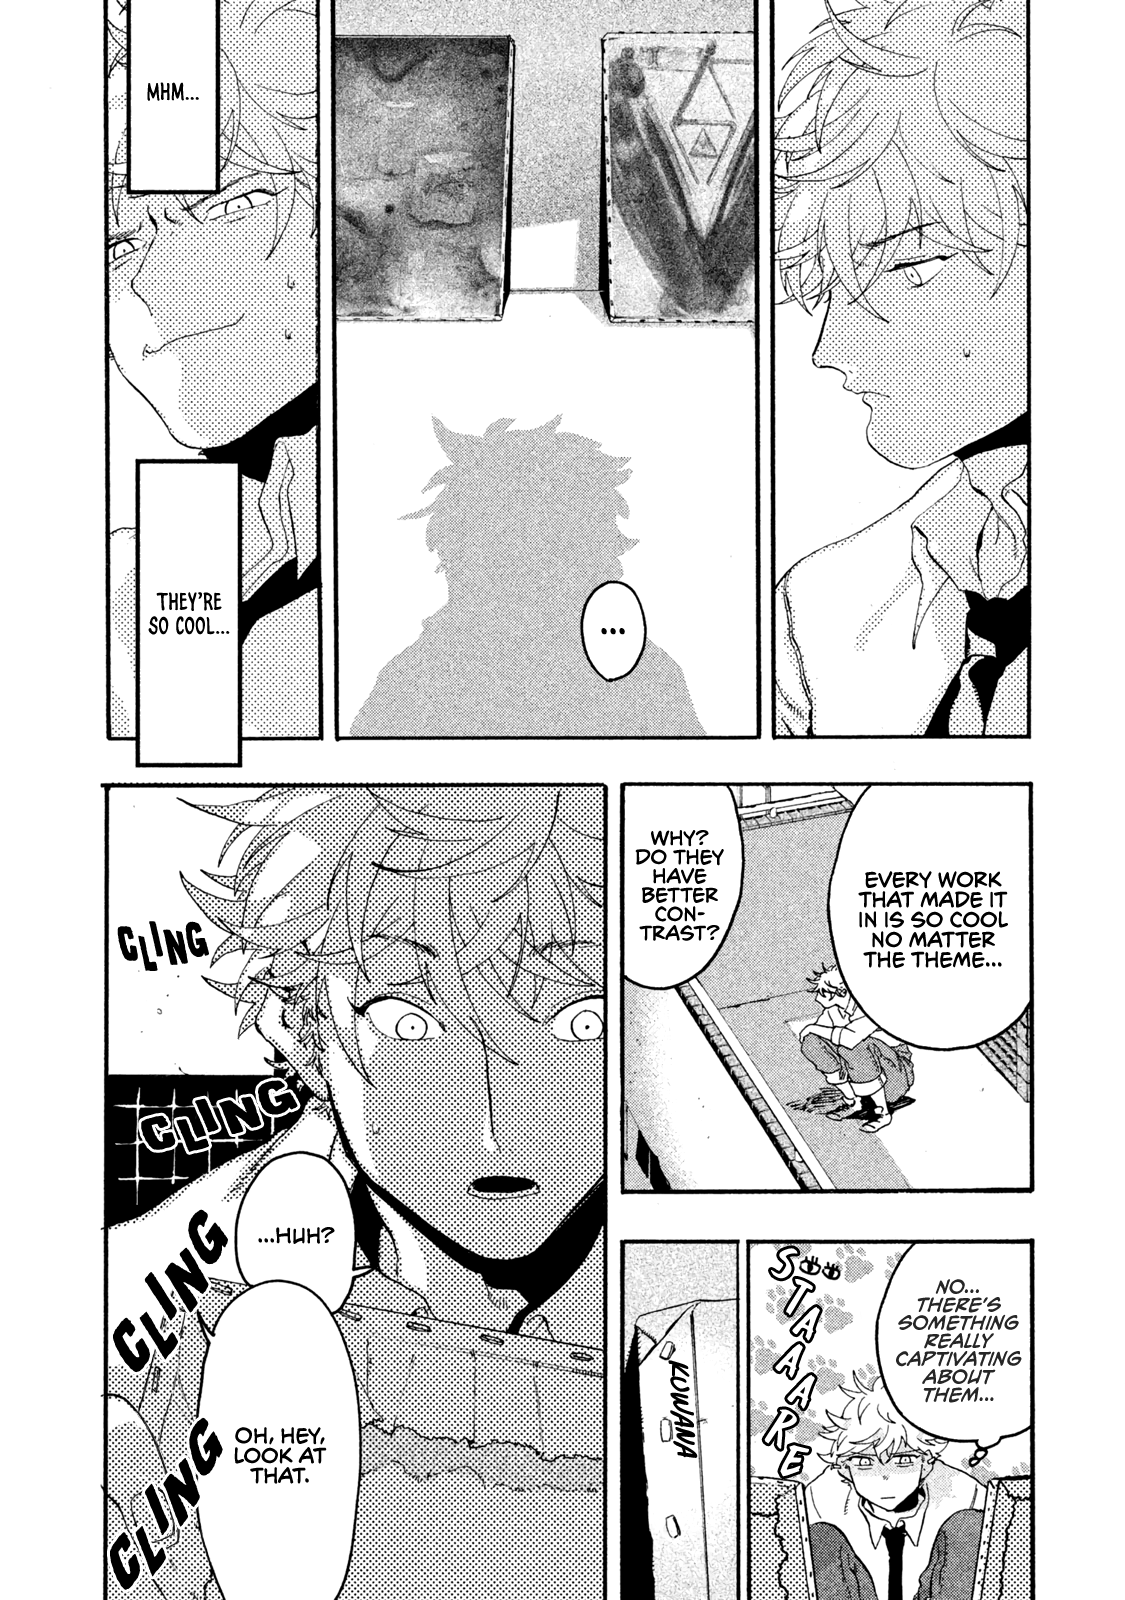 ...
MHM...
THEY'RE
SO COOL...
EVERY WORK
THAT MADE IT
IN IS SO COOL
NO MATTER
THE THEME...
WHY?
DO THEY
HAVE
BETTER
CON-
TRAST?
NO...
THERE'S
SOMETHING
REALLY
CAPTIVATING
ABOUT
THEM...
STAAARE
KUWANA
CLING
CLING
CLING
CLING
...HUH?
OH, HEY,
LOOK AT
THAT.